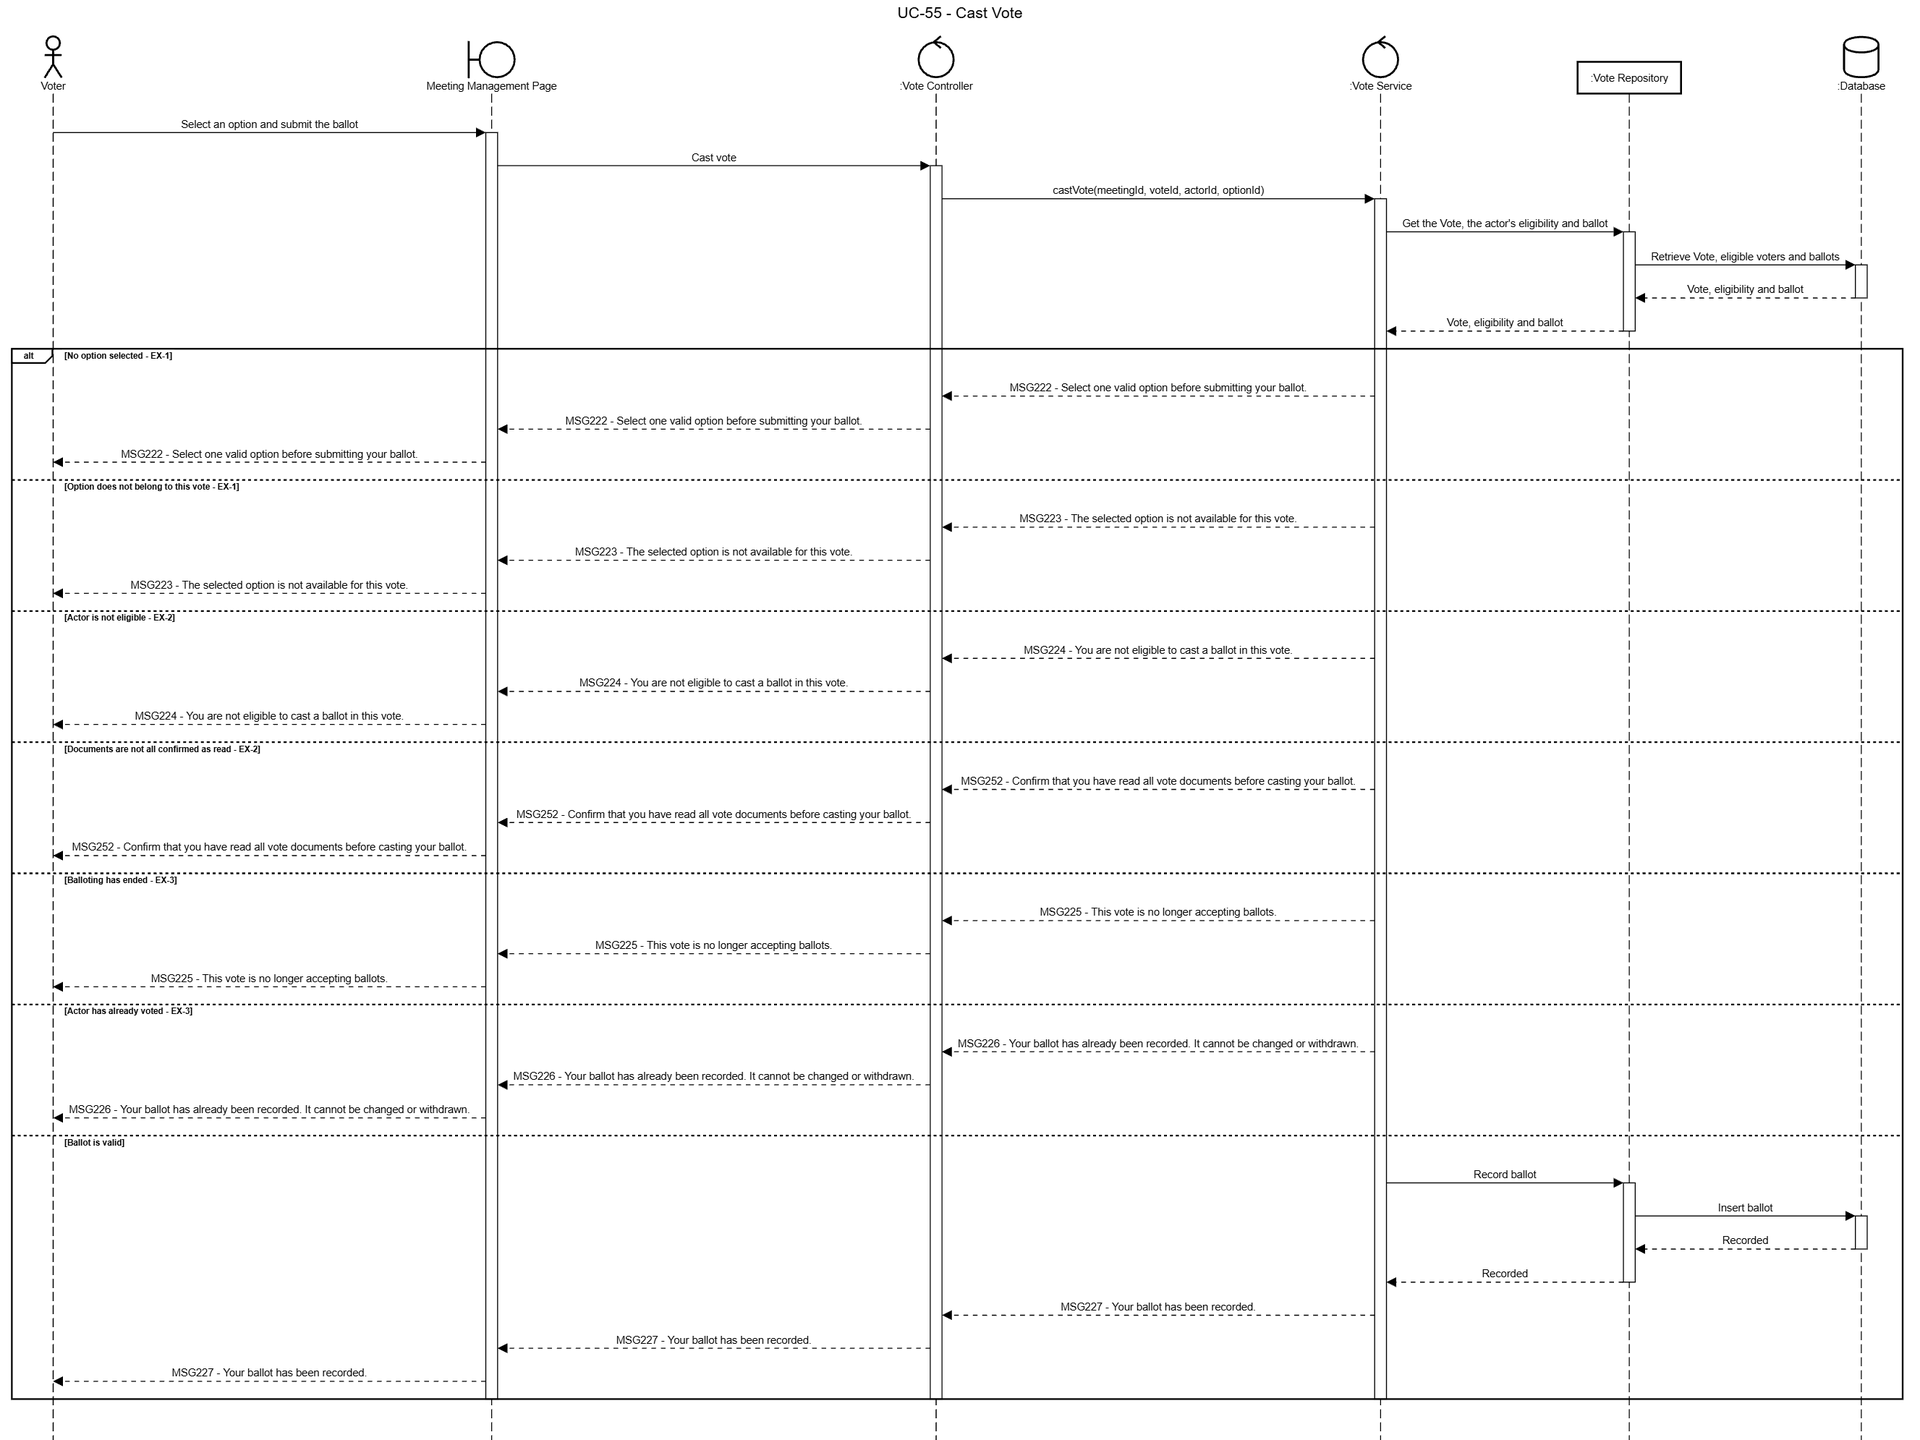 UC-55 - Cast Vote
Voter
Meeting Management Page
:Vote Controller
:Vote Service
:Vote Repository
:Database
Select an option and submit the ballot
Cast vote
castVote(meetingId, voteId, actorId, optionId)
Get the Vote, the actor's eligibility and ballot
Retrieve Vote, eligible voters and ballots
Vote, eligibility and ballot
Vote, eligibility and ballot
alt
[No option selected - EX-1]
MSG222 - Select one valid option before submitting your ballot.
MSG222 - Select one valid option before submitting your ballot.
MSG222 - Select one valid option before submitting your ballot.
[Option does not belong to this vote - EX-1]
MSG223 - The selected option is not available for this vote.
MSG223 - The selected option is not available for this vote.
MSG223 - The selected option is not available for this vote.
[Actor is not eligible - EX-2]
MSG224 - You are not eligible to cast a ballot in this vote.
MSG224 - You are not eligible to cast a ballot in this vote.
MSG224 - You are not eligible to cast a ballot in this vote.
[Documents are not all confirmed as read - EX-2]
MSG252 - Confirm that you have read all vote documents before casting your ballot.
MSG252 - Confirm that you have read all vote documents before casting your ballot.
MSG252 - Confirm that you have read all vote documents before casting your ballot.
[Balloting has ended - EX-3]
MSG225 - This vote is no longer accepting ballots.
MSG225 - This vote is no longer accepting ballots.
MSG225 - This vote is no longer accepting ballots.
[Actor has already voted - EX-3]
MSG226 - Your ballot has already been recorded. It cannot be changed or withdrawn.
MSG226 - Your ballot has already been recorded. It cannot be changed or withdrawn.
MSG226 - Your ballot has already been recorded. It cannot be changed or withdrawn.
[Ballot is valid]
Record ballot
Insert ballot
Recorded
Recorded
MSG227 - Your ballot has been recorded.
MSG227 - Your ballot has been recorded.
MSG227 - Your ballot has been recorded.